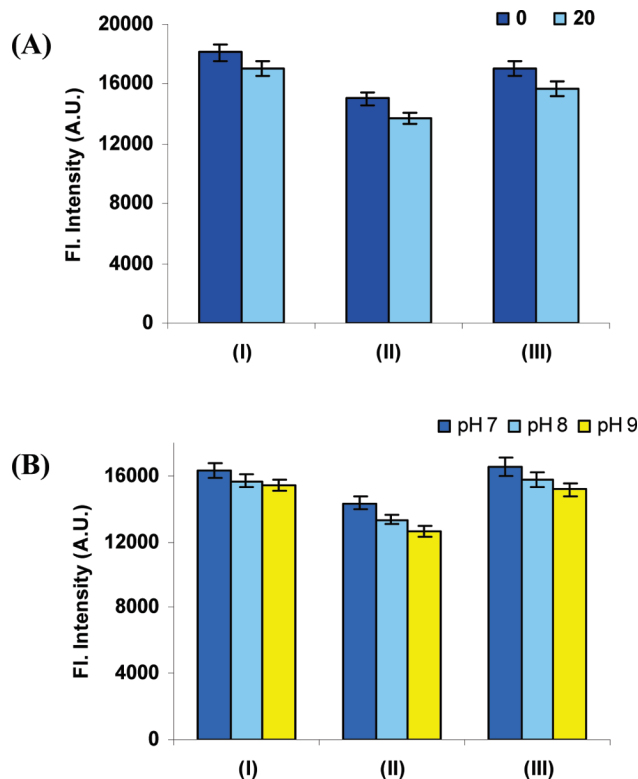 (A)
0 20
Fl. Intensity (A.U.)
20000
16000
12000
8000
4000
0
(I) (II) (III)
(B)
pH 7 pH 8 pH 9
Fl. Intensity (A.U.)
16000
12000
8000
4000
0
(I) (II) (III)